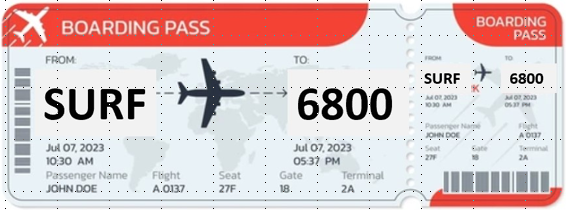 BOARDING PASS
FROM:
TO:
SURF
6800
Jul 07, 2023
10:30 AM
Jul 07, 2023
05:37 PM
Passenger Name
Flight
Seat
Gate
Terminal
JOHN DOE
A 0137
27F
18
2A
BOARDING
PASS
FROM:
TO:
SURF
6800
Jul 07, 2023
10:30 AM
Jul 07, 2023
05:37 PM
Passenger Name
Flight
JOHN DOE
A 0137
Seat
Gate
Terminal
27F
18
2A